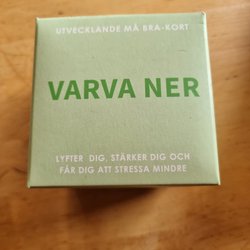 UTVECKLANDE MÅ BRA-KORT
VARVA NER
LYFTER DIG, STÄRKER DIG OCH
FÅR DIG ATT STRESSA MINDRE